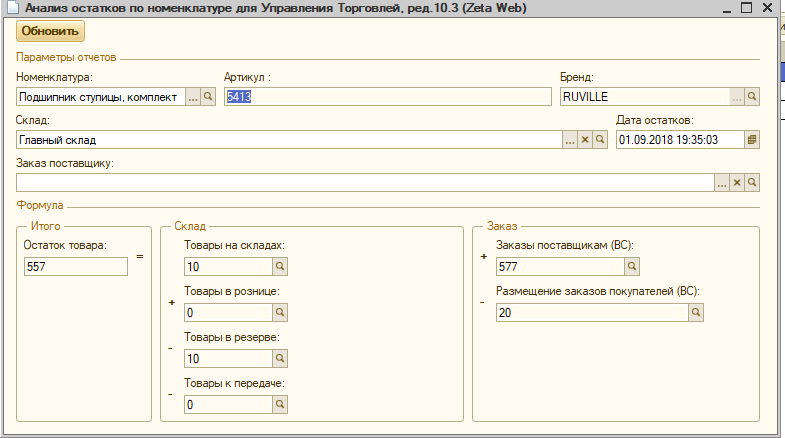 Анализ остатков по номенклатуре для Управления Торговлей, ред.10.3 (Zeta Web)
Обновить
Параметры отчетов
Номенклатура: Артикул : Бренд:
Подшипник ступицы, комплект ... 5413 RUVILLE ...
Склад: Дата остатков:
Главный склад ... × 01.09.2018 19:35:03
Заказ поставщику:
... ×
Формула
Итого Склад Заказ
Остаток товара: Товары на складах: Заказы поставщикам (ВС):
557 = 10 + 577
Товары в рознице: Размещение заказов покупателей (ВС):
+ 0 - 20
Товары в резерве:
- 10
Товары к передаче:
- 0